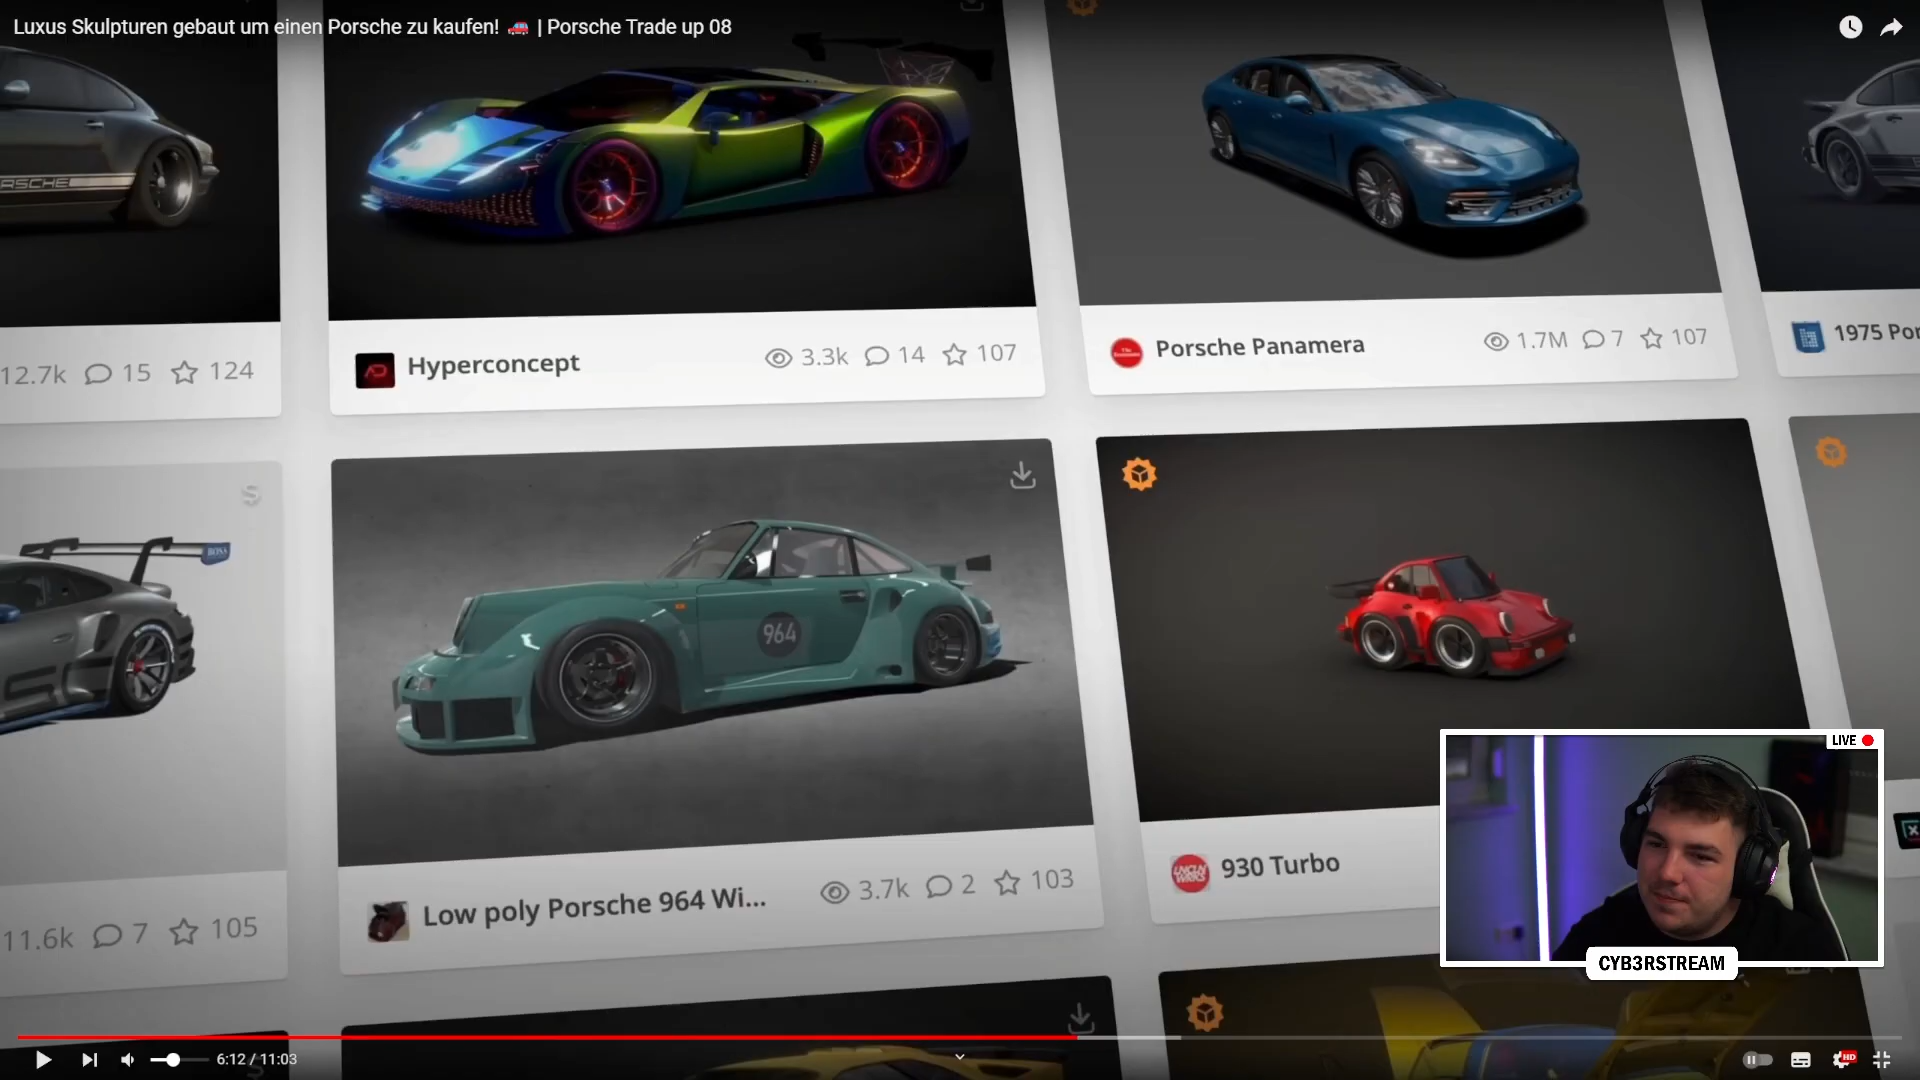 Luxus Skulpturen gebaut um einen Porsche zu kaufen! 🚗 | Porsche Trade up 08
12.7k 15 124
Hyperconcept 3.3k 14 107
Porsche Panamera 1.7M 7 107
1975 Por
BOSS
964
11.6k 7 105
Low poly Porsche 964 Wi... 3.7k 2 103
930 Turbo
LIVE
CYB3RSTREAM
6:12 / 11:03
HD